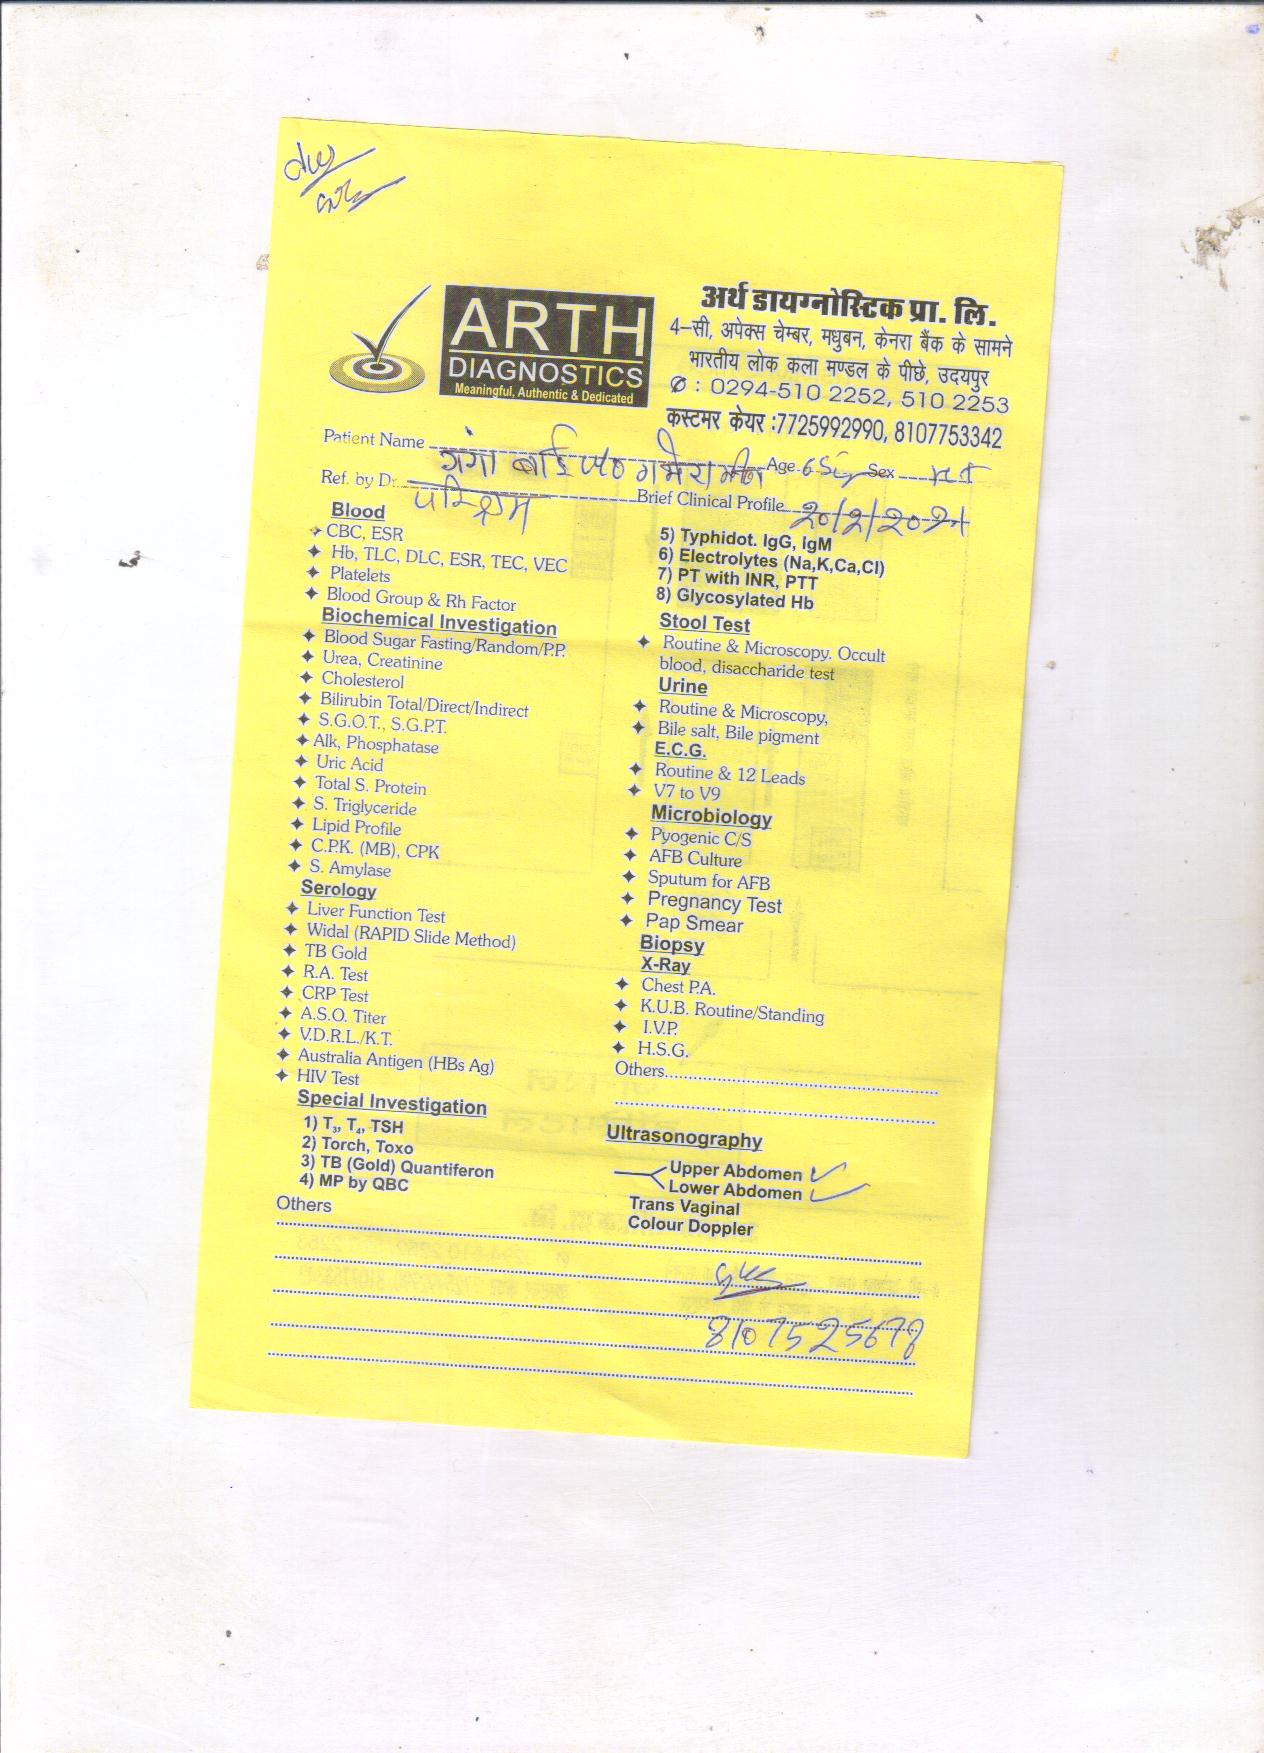 ARTH
DIAGNOSTICS
Meaningful, Authentic & Dedicated
अर्थ डायग्नोस्टिक प्रा. लि.
4–सी, अपेक्स चेम्बर, मधुबन, केनरा बैंक के सामने
भारतीय लोक कला मण्डल के पीछे, उदयपुर
✆ : 0294-510 2252, 510 2253
कस्टमर केयर :7725992990, 8107753342
Patient Name गंगा बाई Age Sex
Ref. by Dr. परिश्रम Brief Clinical Profile 20/2/2021
Blood
CBC, ESR
Hb, TLC, DLC, ESR, TEC, VEC
Platelets
Blood Group & Rh Factor
Biochemical Investigation
Blood Sugar Fasting/Random/P.P.
Urea, Creatinine
Cholesterol
Bilirubin Total/Direct/Indirect
S.G.O.T., S.G.P.T.
Alk, Phosphatase
Uric Acid
Total S. Protein
S. Triglyceride
Lipid Profile
C.P.K. (MB), CPK
S. Amylase
Serology
Liver Function Test
Widal (RAPID Slide Method)
TB Gold
R.A. Test
CRP Test
A.S.O. Titer
V.D.R.L./K.T.
Australia Antigen (HBs Ag)
HIV Test
Special Investigation
1) T3, T4, TSH
2) Torch, Toxo
3) TB (Gold) Quantiferon
4) MP by QBC
Others
5) Typhidot. IgG, IgM
6) Electrolytes (Na,K,Ca,Cl)
7) PT with INR, PTT
8) Glycosylated Hb
Stool Test
Routine & Microscopy. Occult
blood, disaccharide test
Urine
Routine & Microscopy,
Bile salt, Bile pigment
E.C.G.
Routine & 12 Leads
V7 to V9
Microbiology
Pyogenic C/S
AFB Culture
Sputum for AFB
Pregnancy Test
Pap Smear
Biopsy
X-Ray
Chest P.A.
K.U.B. Routine/Standing
I.V.P.
H.S.G.
Others
Ultrasonography
Upper Abdomen ✓
Lower Abdomen ✓
Trans Vaginal
Colour Doppler
8107525678